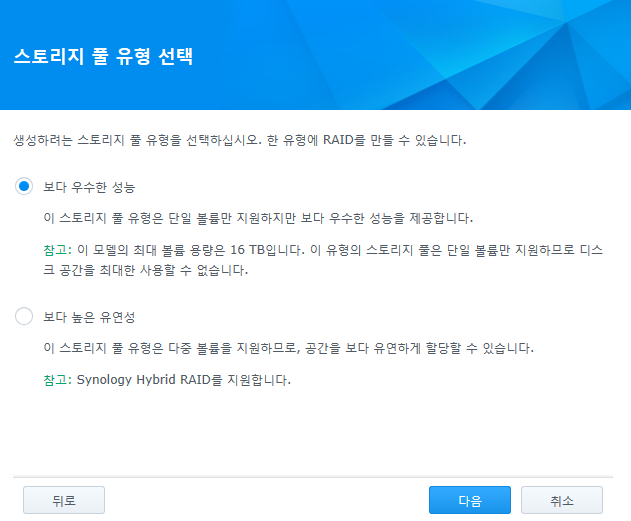 스토리지 풀 유형 선택
생성하려는 스토리지 풀 유형을 선택하십시오. 한 유형에 RAID를 만들 수 있습니다.
보다 우수한 성능
이 스토리지 풀 유형은 단일 볼륨만 지원하지만 보다 우수한 성능을 제공합니다.
참고: 이 모델의 최대 볼륨 용량은 16 TB입니다. 이 유형의 스토리지 풀은 단일 볼륨만 지원하므로 디스
크 공간을 최대한 사용할 수 없습니다.
보다 높은 유연성
이 스토리지 풀 유형은 다중 볼륨을 지원하므로, 공간을 보다 유연하게 할당할 수 있습니다.
참고: Synology Hybrid RAID를 지원합니다.
뒤로
다음
취소